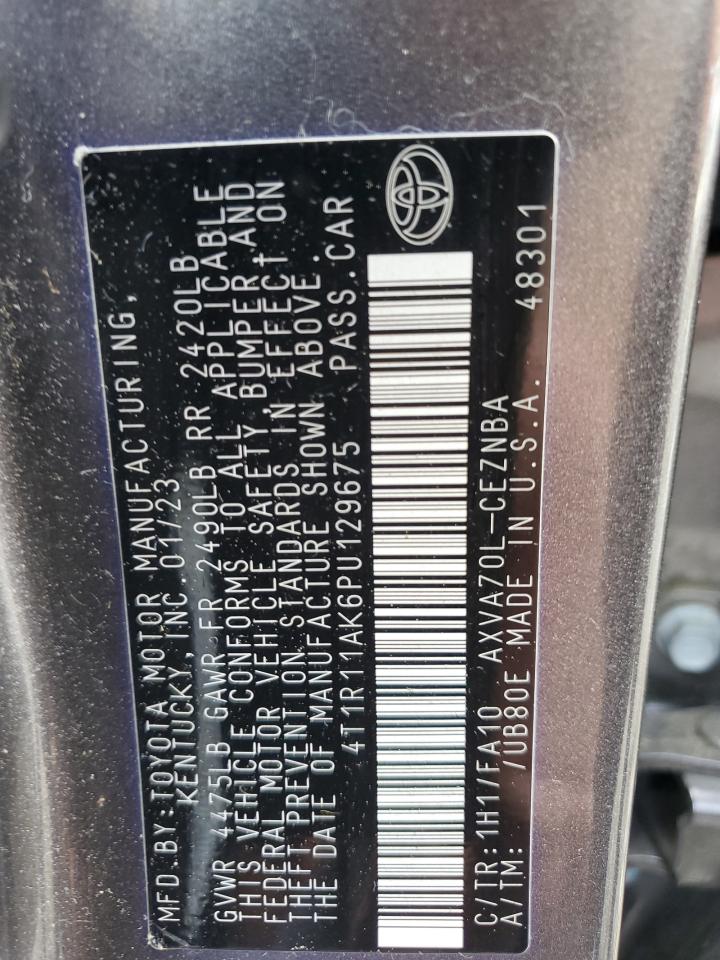 MFD.BY:TOYOTA MOTOR MANUFACTURING,
KENTUCKY, INC. 01/23
GVWR 4475LB GAWR FR 2490LB RR 2420LB
THIS VEHICLE CONFORMS TO ALL APPLICABLE
FEDERAL MOTOR VEHICLE SAFETY,BUMPER AND
THEFT PREVENTION STANDARDS IN EFFECT ON
THE DATE OF MANUFACTURE SHOWN ABOVE.
4T1R11AK6PU129675 PASS.CAR
C/TR:1H1/FA10 AXVA70L-CEZNBA
A/TM: /UB80E MADE IN U.S.A. 48301